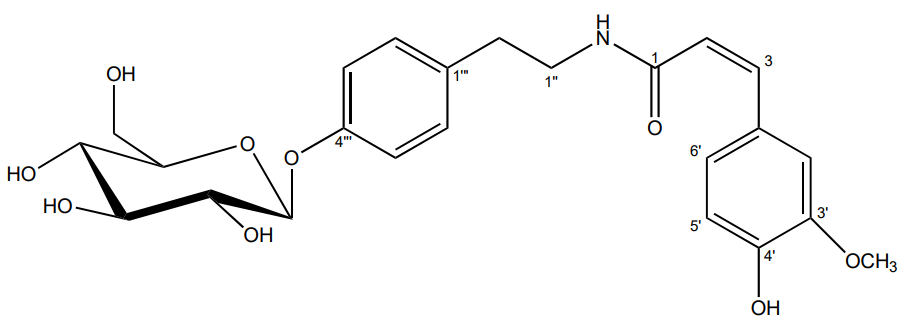 H
N
OH
1
3
1'''
1''
O
O
O
4'''
6'
HO
HO
OH
5'
3'
4'
OCH₃
OH